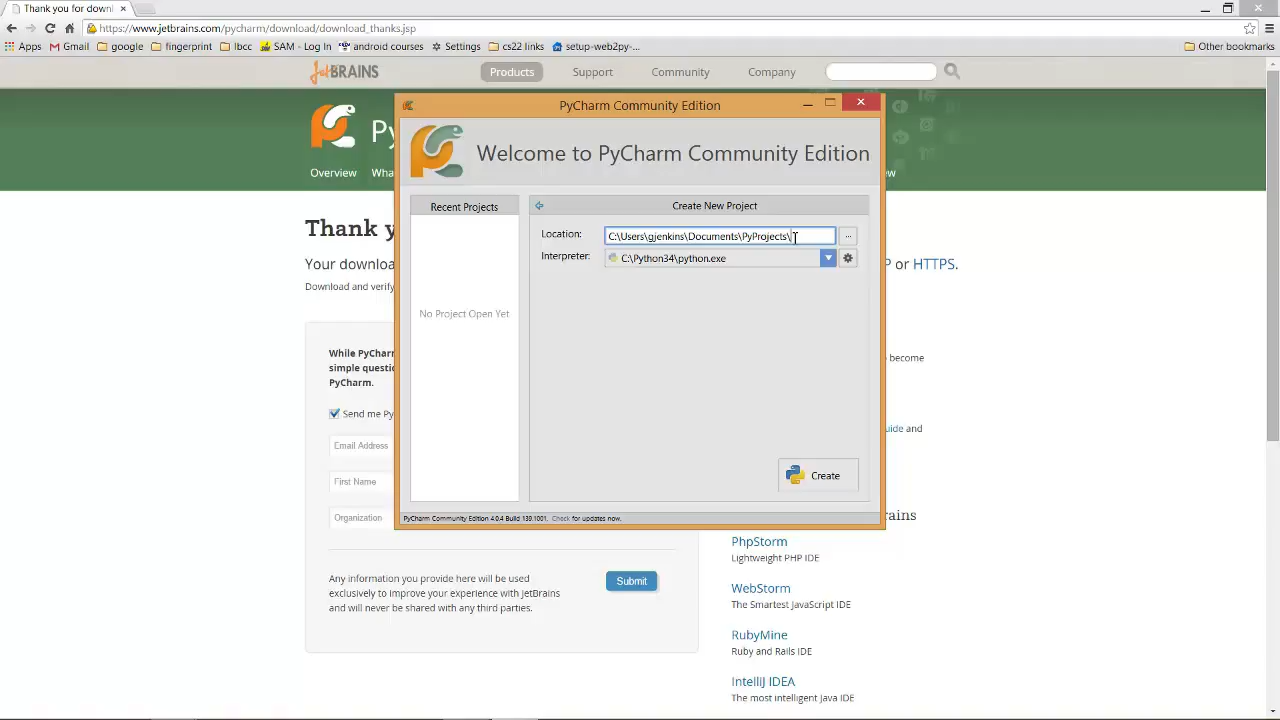 Thank you for downl
https://www.jetbrains.com/pycharm/download/download_thanks.jsp
Apps Gmail google fingerprint lbcc SAM - Log In android courses Settings cs22 links setup-web2py-... Other bookmarks
JetBRAINS Products Support Community Company
PyCharm Community Edition
Py
Welcome to PyCharm Community Edition
Overview Wha ew
Recent Projects Create New Project
Thank y
Location: C:\Users\gjenkins\Documents\PyProjects\ ...
Interpreter: C:\Python34\python.exe
Your downloa P or HTTPS.
Download and verify
No Project Open Yet
While PyCharm
simple questio
PyCharm.
o become
Send me Py
uide and
Email Address
First Name
Create
Organization
PyCharm Community Edition 4.0.4 Build 139.1001. Check for updates now.
ains
PhpStorm
Lightweight PHP IDE
Any information you provide here will be used
exclusively to improve your experience with JetBrains
and will never be shared with any third parties.
Submit
WebStorm
The Smartest JavaScript IDE
RubyMine
Ruby and Rails IDE
IntelliJ IDEA
The most intelligent Java IDE